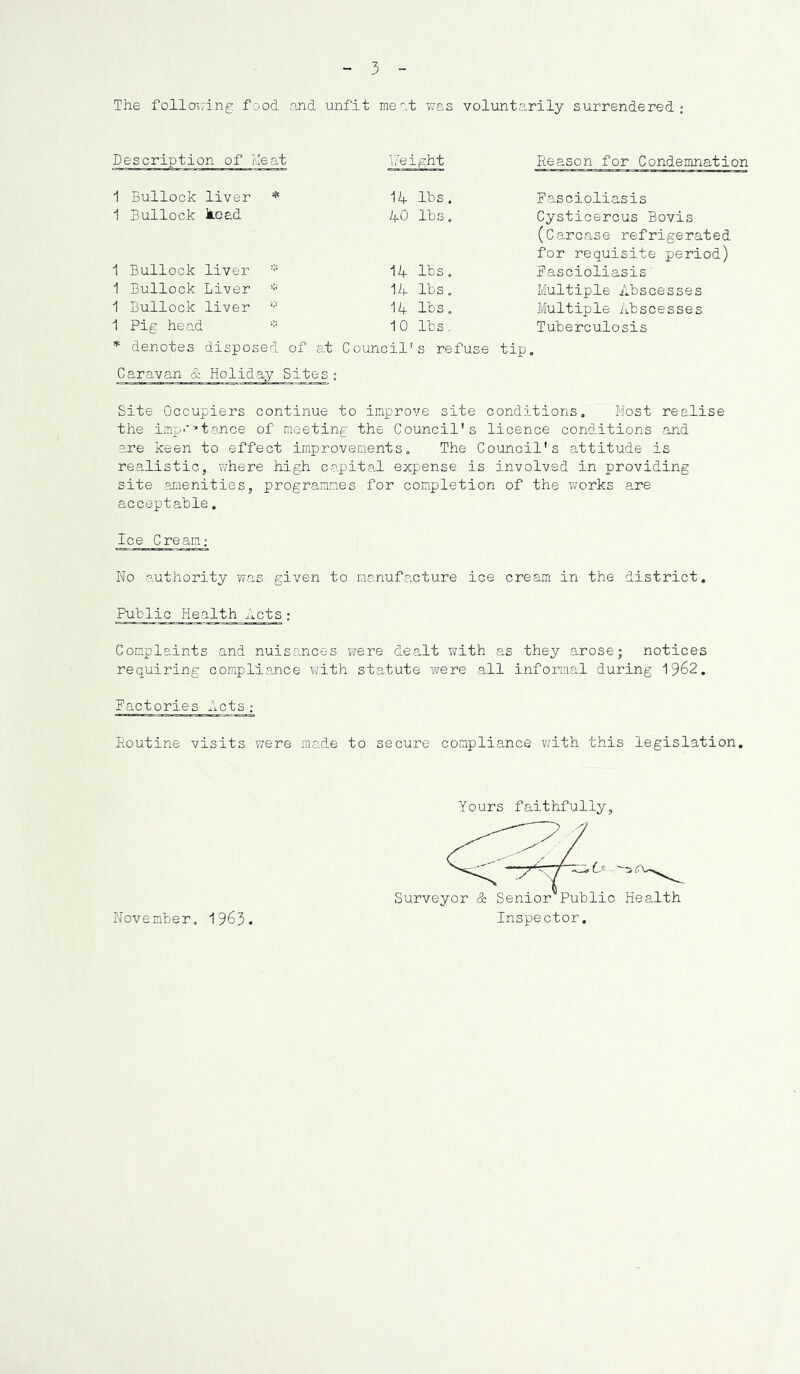 - 3 -
The following food and unfit meat was voluntarily surrendered :
Description of Meat Weight Reason for Condemnation
1 Bullock liver * 14 lbs. Fascioliasis
1 Bullock head 40 lbs. Cysticercus Bovis
(Carcase refrigerated
for requisite period)
1 Bullock liver * 14 lbs. Fascioliasis
1 Bullock Liver * 14 lbs. Multiple Abscesses
1 Bullock liver * 14 lbs. Multiple Abscesses
1 Pig head * 10 lbs. Tuberculosis
* denotes disposed of at Council's refuse tip.
Caravan & Holiday Sites :
Site Occupiers continue to improve site conditions. Most realise
the importance of meeting the Council's licence conditions and
are keen to effect improvements. The Council's attitude is
realistic, where high capital expense is involved in providing
site amenities, programmes for completion of the works are
acceptable.
Ice Cream:
No authority was given to manufacture ice cream in the district.
Public Health Acts :
Complaints and nuisances were dealt with as they arose; notices
requiring compliance with statute were all informal during 1962.
Factories Acts :
Routine visits were made to secure compliance with this legislation.
Yours faithfully,
Surveyor & Senior Public Health
November. 1963. Inspector.